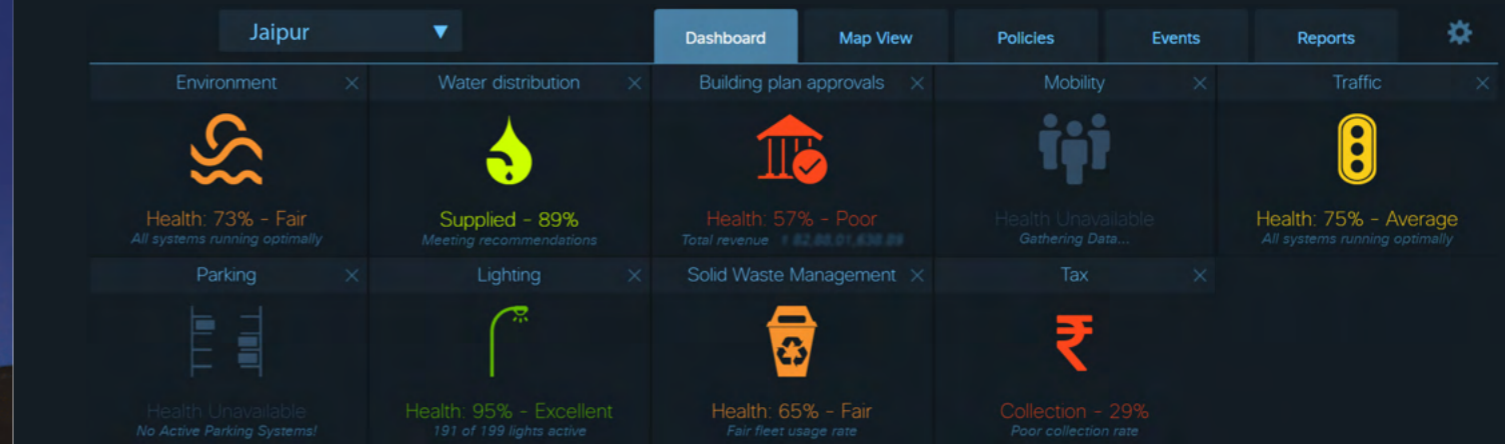 Jaipur
Dashboard
Map View
Policies
Events
Reports
Environment
Water distribution
Building plan approvals
Mobility
Traffic
Health: 73% - Fair
Supplied - 89%
Health: 57% - Poor
Health Unavailable
Health: 75% - Average
All systems running optimally
Meeting recommendations
Total revenue
Gathering Data...
All systems running optimally
Parking
Lighting
Solid Waste Management
Tax
Health Unavailable
Health: 95% - Excellent
Health: 65% - Fair
Collection - 29%
No Active Parking Systems!
191 of 199 lights active
Fair fleet usage rate
Poor collection rate